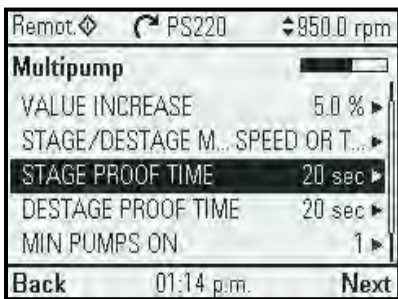 Remot. PS220 950.0 rpm
Multipump
VALUE INCREASE 5.0 %
STAGE/DESTAGE M... SPEED OR T...
STAGE PROOF TIME 20 sec
DESTAGE PROOF TIME 20 sec
MIN PUMPS ON 1
Back 01:14 p.m. Next